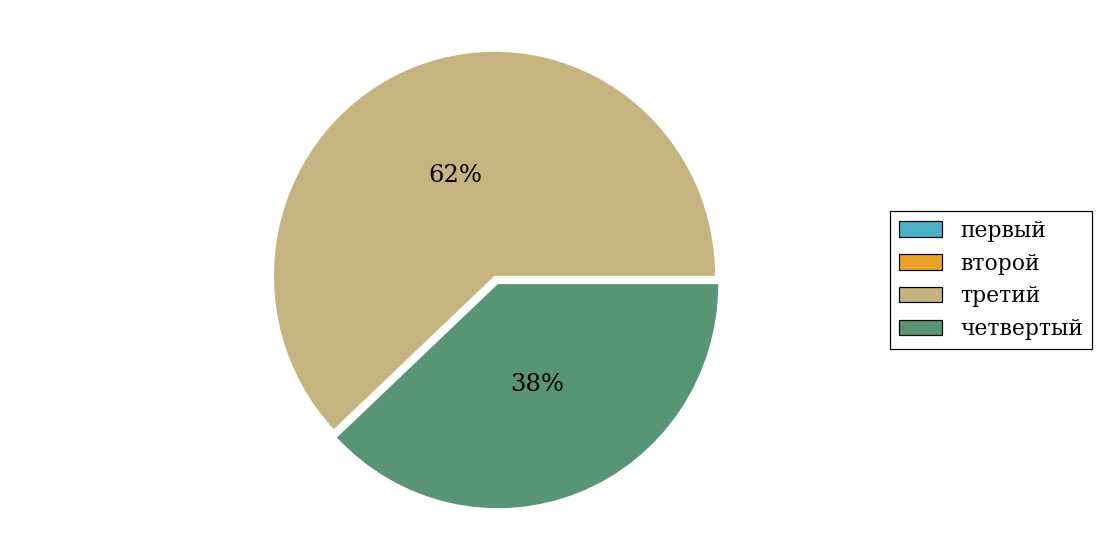 62%
38%
первый
второй
третий
четвертый